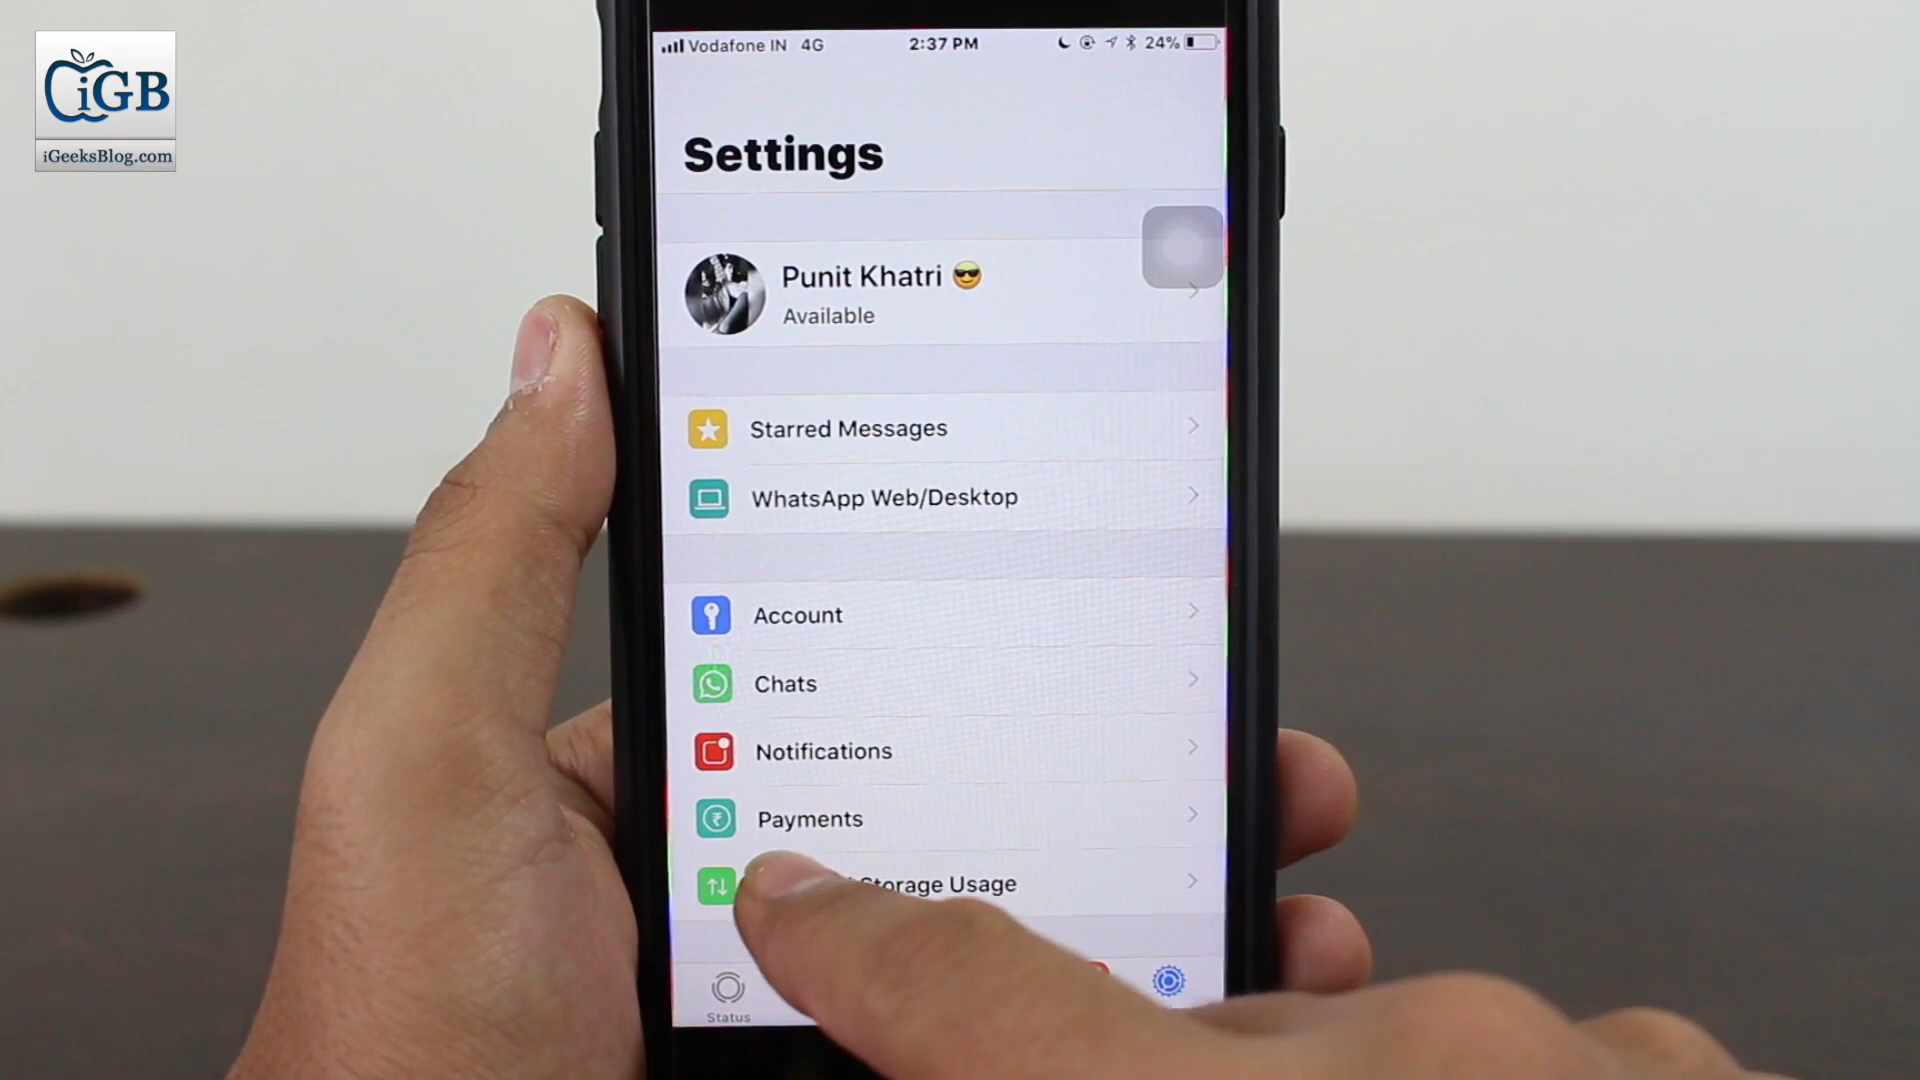 iGB
iGeeksBlog.com
Vodafone IN 4G 2:37 PM 24%
Settings
Punit Khatri 😎
Available
Starred Messages
WhatsApp Web/Desktop
Account
Chats
Notifications
Payments
Storage Usage
Status